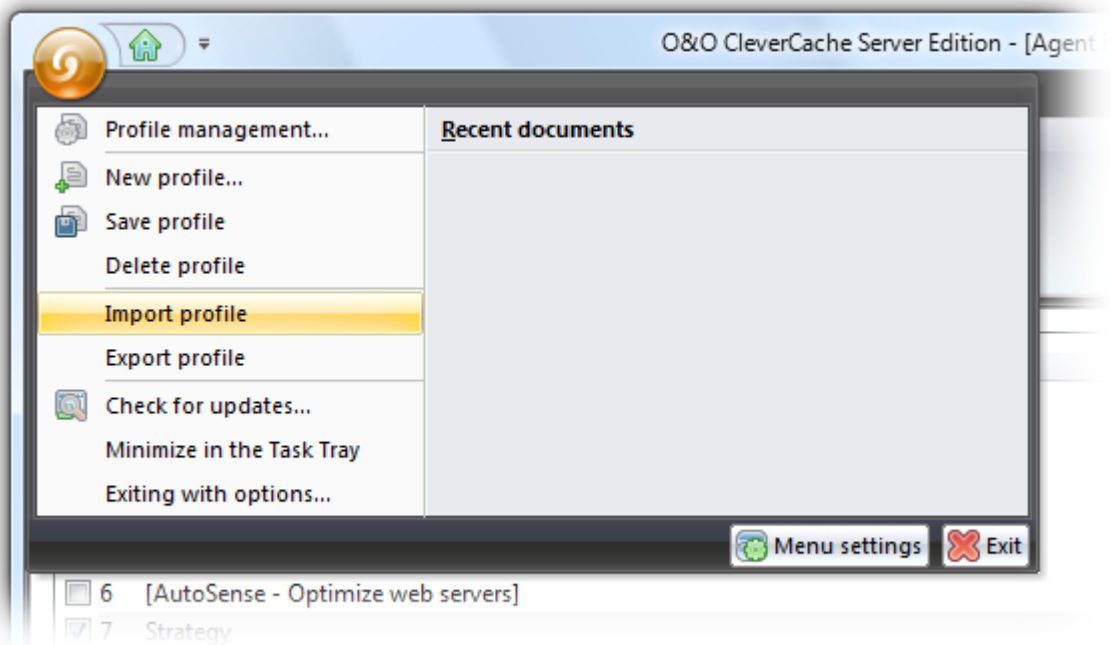 O&O CleverCache Server Edition - [Agent
Profile management...
Recent documents
New profile...
Save profile
Delete profile
Import profile
Export profile
Check for updates...
Minimize in the Task Tray
Exiting with options...
Menu settings
Exit
6 [AutoSense - Optimize web servers]
7 Strategy